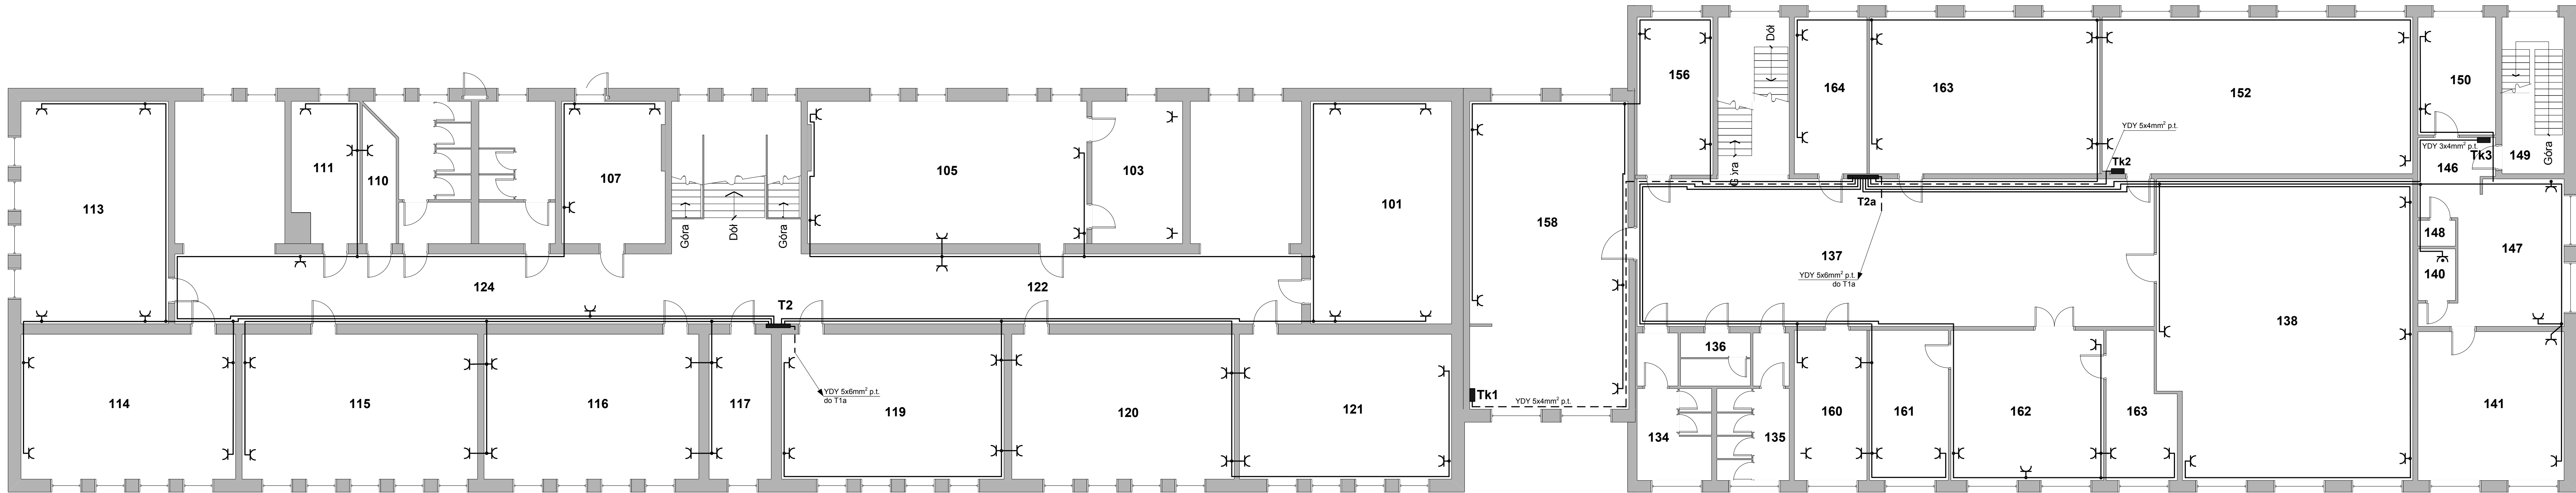 156
Dół
Góra
164
163
152
150
149
Góra
YDY 5x4mm² p.t.
Tk2
YDY 3x4mm² p.t.
Tk3
146
111
110
107
105
103
101
113
Góra
Dół
Góra
124
122
T2
158
T2a
137
YDY 5x6mm² p.t.
do T1a
148
147
140
138
114
115
116
117
YDY 5x6mm² p.t.
do T1a
119
120
121
Tk1
YDY 5x4mm² p.t.
136
134
135
160
161
162
163
141